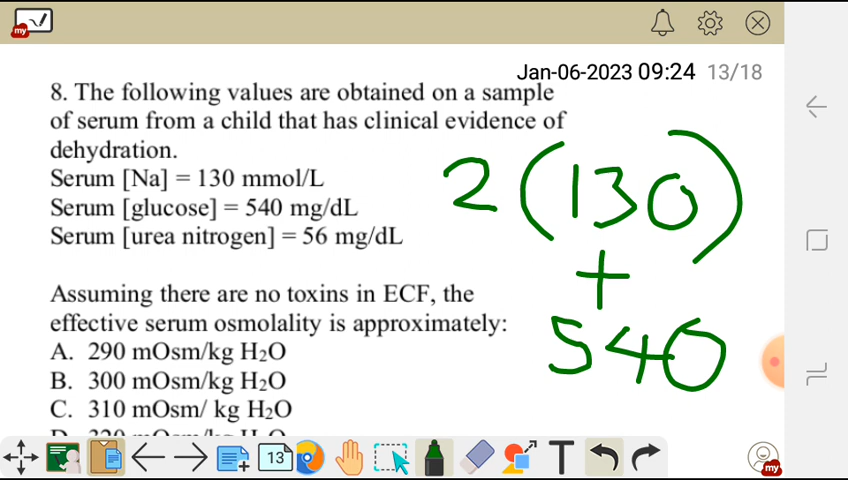 my
Jan-06-2023 09:24 13/18
8. The following values are obtained on a sample
of serum from a child that has clinical evidence of
dehydration.
Serum [Na] = 130 mmol/L
Serum [glucose] = 540 mg/dL
Serum [urea nitrogen] = 56 mg/dL
2 (130)
+
540
Assuming there are no toxins in ECF, the
effective serum osmolality is approximately:
A. 290 mOsm/kg H₂O
B. 300 mOsm/kg H₂O
C. 310 mOsm/ kg H₂O
13
T
my